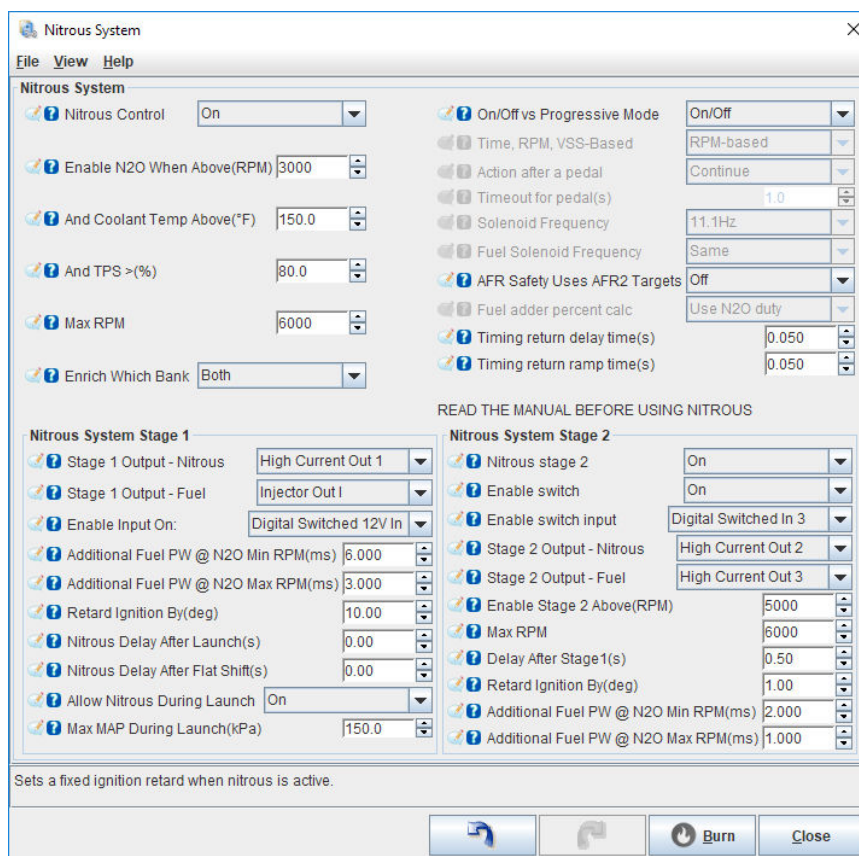 Nitrous System
File View Help
Nitrous System
Nitrous Control On
Enable N2O When Above(RPM) 3000
And Coolant Temp Above(°F) 150.0
And TPS >(%) 80.0
Max RPM 6000
Enrich Which Bank Both
On/Off vs Progressive Mode On/Off
Time, RPM, VSS-Based RPM-based
Action after a pedal Continue
Timeout for pedal(s) 1.0
Solenoid Frequency 11.1Hz
Fuel Solenoid Frequency Same
AFR Safety Uses AFR2 Targets Off
Fuel adder percent calc Use N2O duty
Timing return delay time(s) 0.050
Timing return ramp time(s) 0.050
READ THE MANUAL BEFORE USING NITROUS
Nitrous System Stage 1
Stage 1 Output - Nitrous High Current Out 1
Stage 1 Output - Fuel Injector Out I
Enable Input On: Digital Switched 12V In
Additional Fuel PW @ N2O Min RPM(ms) 6.000
Additional Fuel PW @ N2O Max RPM(ms) 3.000
Retard Ignition By(deg) 10.00
Nitrous Delay After Launch(s) 0.00
Nitrous Delay After Flat Shift(s) 0.00
Allow Nitrous During Launch On
Max MAP During Launch(kPa) 150.0
Nitrous System Stage 2
Nitrous stage 2 On
Enable switch On
Enable switch input Digital Switched In 3
Stage 2 Output - Nitrous High Current Out 2
Stage 2 Output - Fuel High Current Out 3
Enable Stage 2 Above(RPM) 5000
Max RPM 6000
Delay After Stage1(s) 0.50
Retard Ignition By(deg) 1.00
Additional Fuel PW @ N2O Min RPM(ms) 2.000
Additional Fuel PW @ N2O Max RPM(ms) 1.000
Sets a fixed ignition retard when nitrous is active.
Burn Close